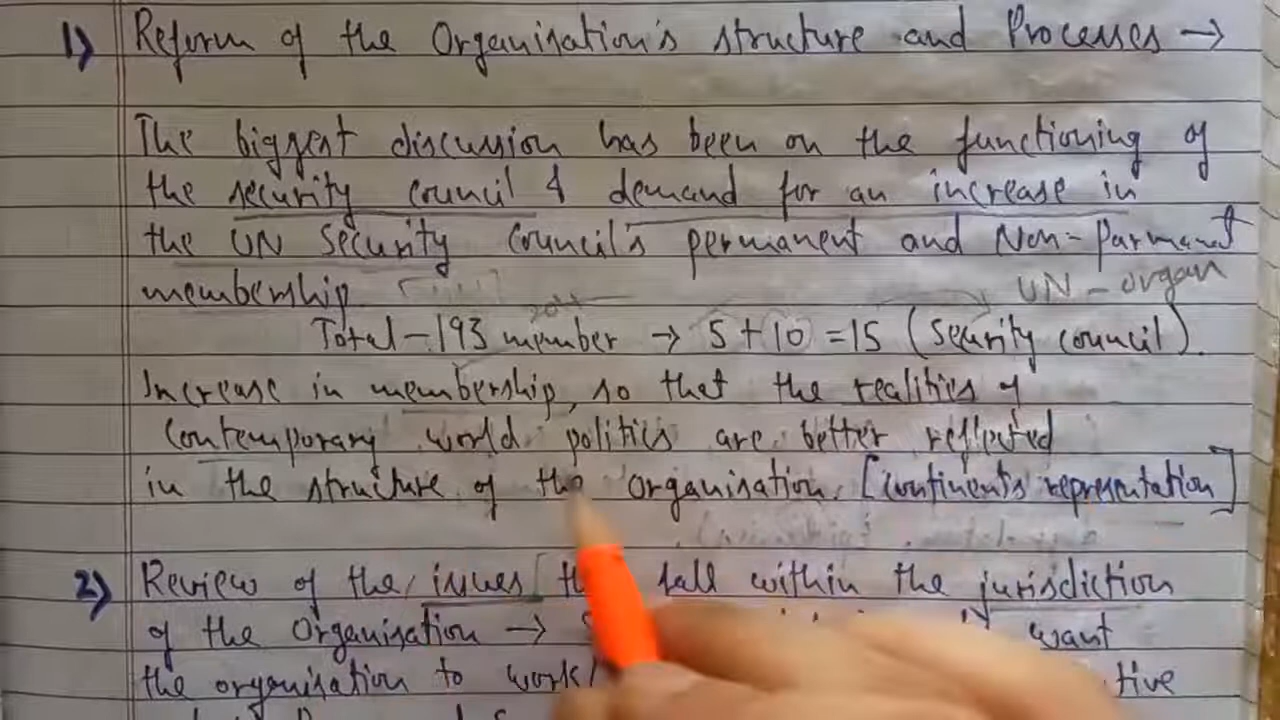 1) Reform of the Organisation's structure and Processes →
The biggest discussion has been on the functioning of
the security council & demand for an increase in
the UN Security Council's permanent and Non-Parmanat
membership
UN - organ
2011
Total - 193 member → 5 + 10 = 15 (Security council).
Increase in membership, so that the realities of
contemporary world politics are better reflected
in the structure of the organisation. [continents representation]
2) Review of the issues fall within the jurisdiction
of the Organisation → want
the organisation to work/ tive